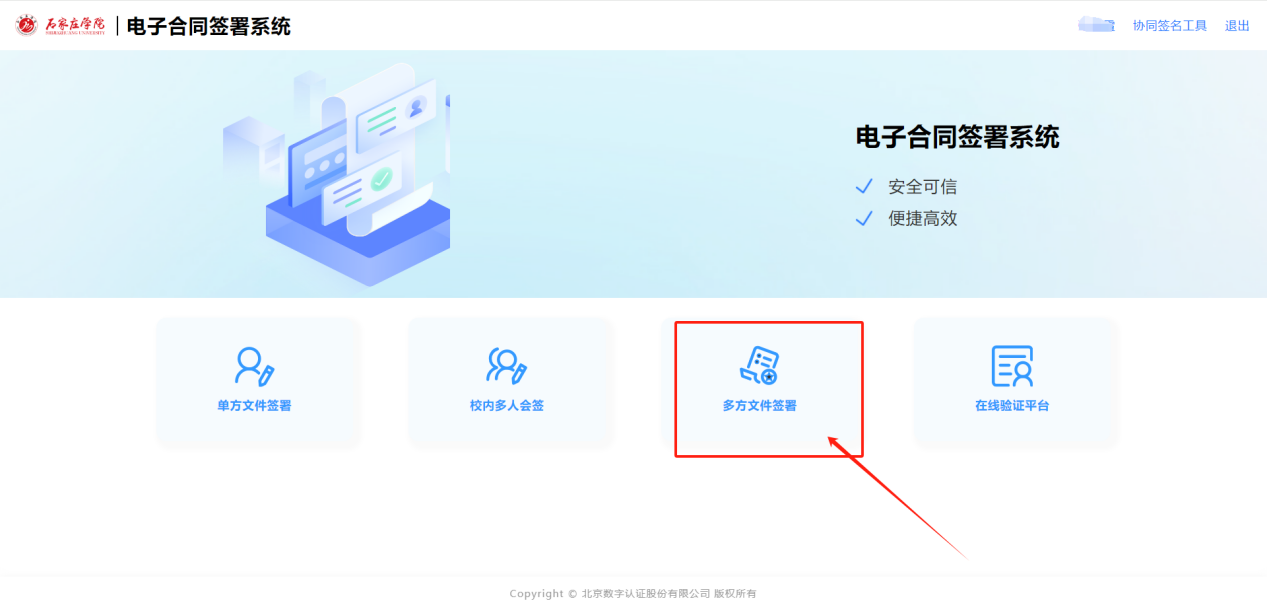 石家庄学院 电子合同签署系统 协同签名工具 退出
SHIJIAZHUANG UNIVERSITY
电子合同签署系统
安全可信
便捷高效
单方文件签署 校内多人会签 多方文件签署 在线验证平台
Copyright © 北京数字认证股份有限公司 版权所有